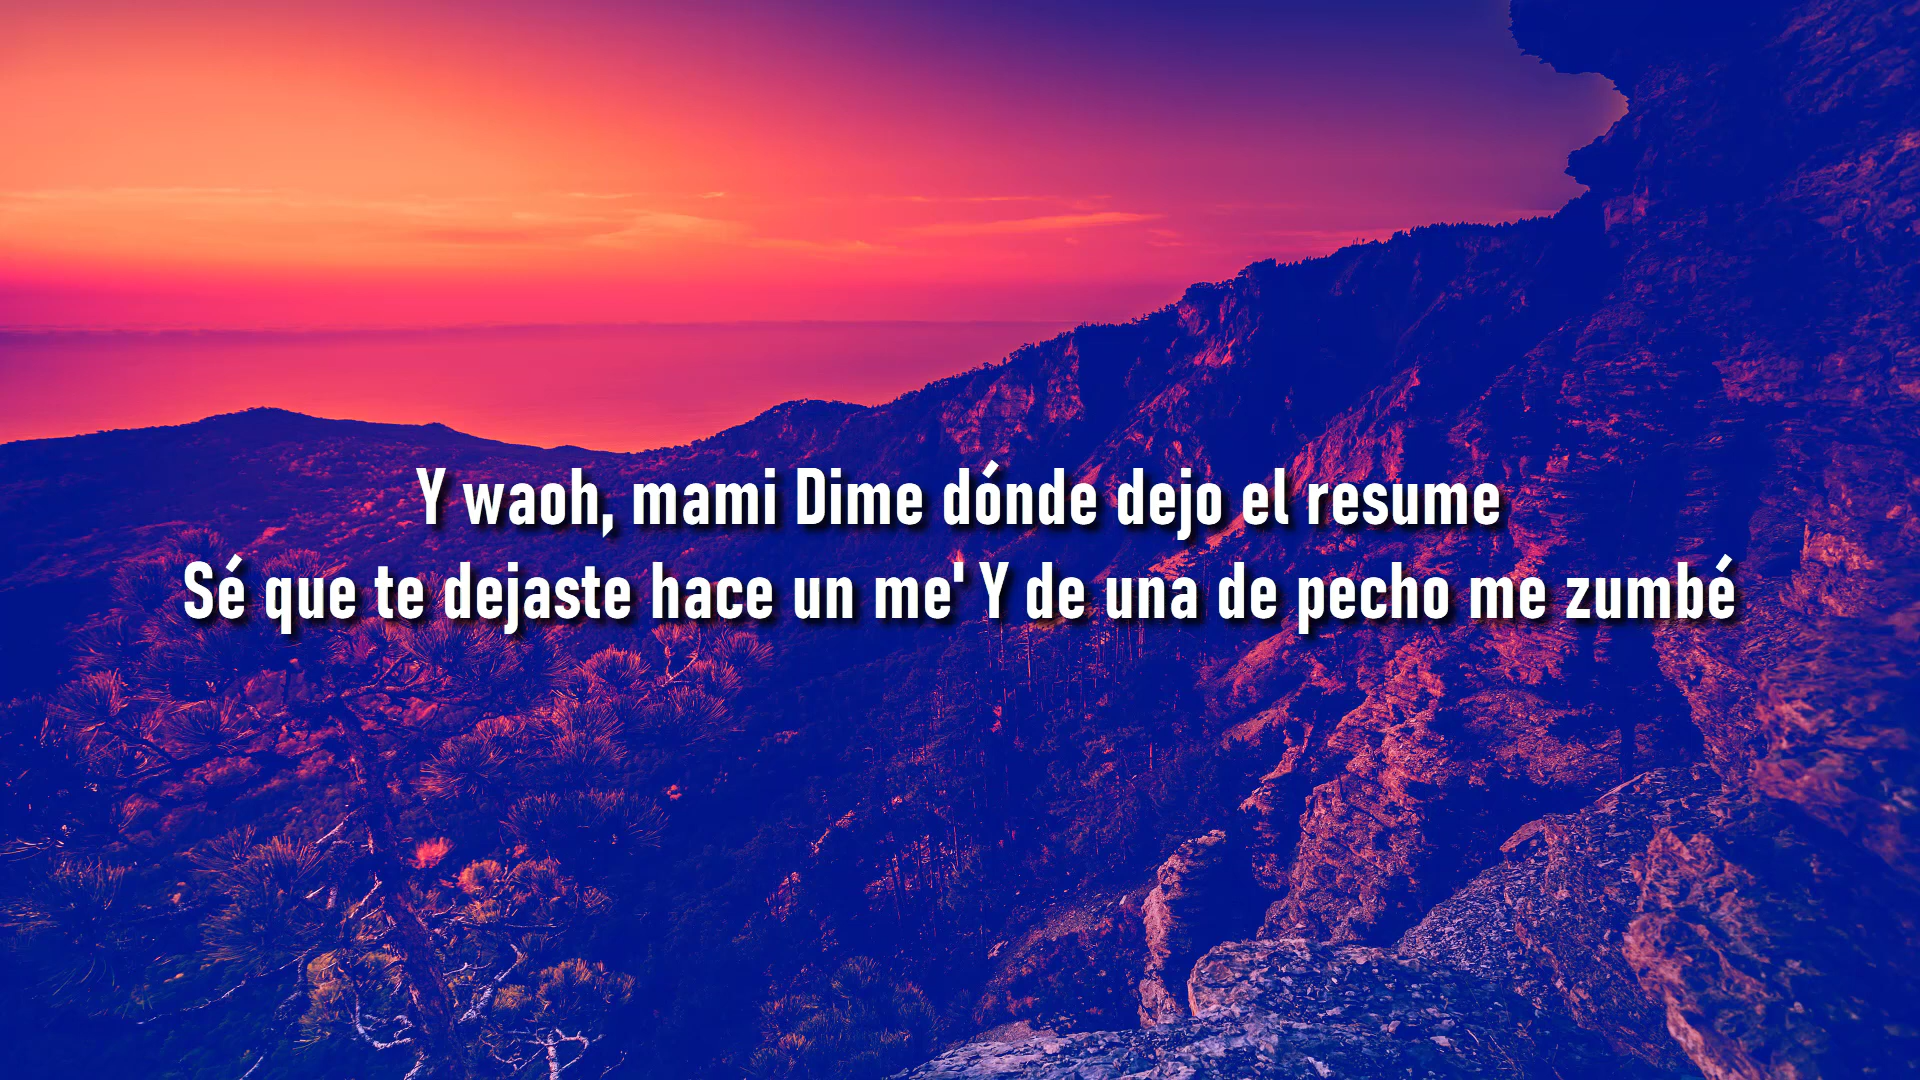 Y waoh, mami Dime dónde dejo el resume
Sé que te dejaste hace un me' Y de una de pecho me zumbé